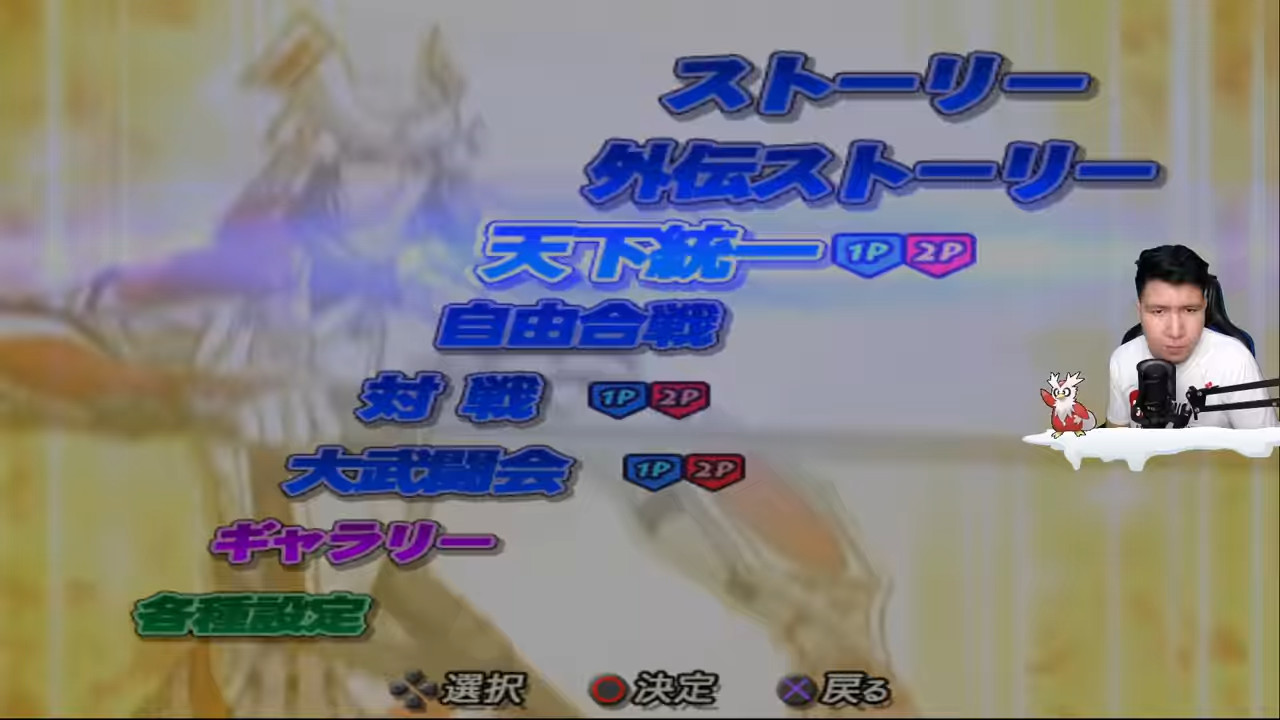 ストーリー
外伝ストーリー
天下統一 1P 2P
自由合戦
対戦 1P 2P
大武闘会 1P 2P
ギャラリー
各種設定
選択 決定 戻る